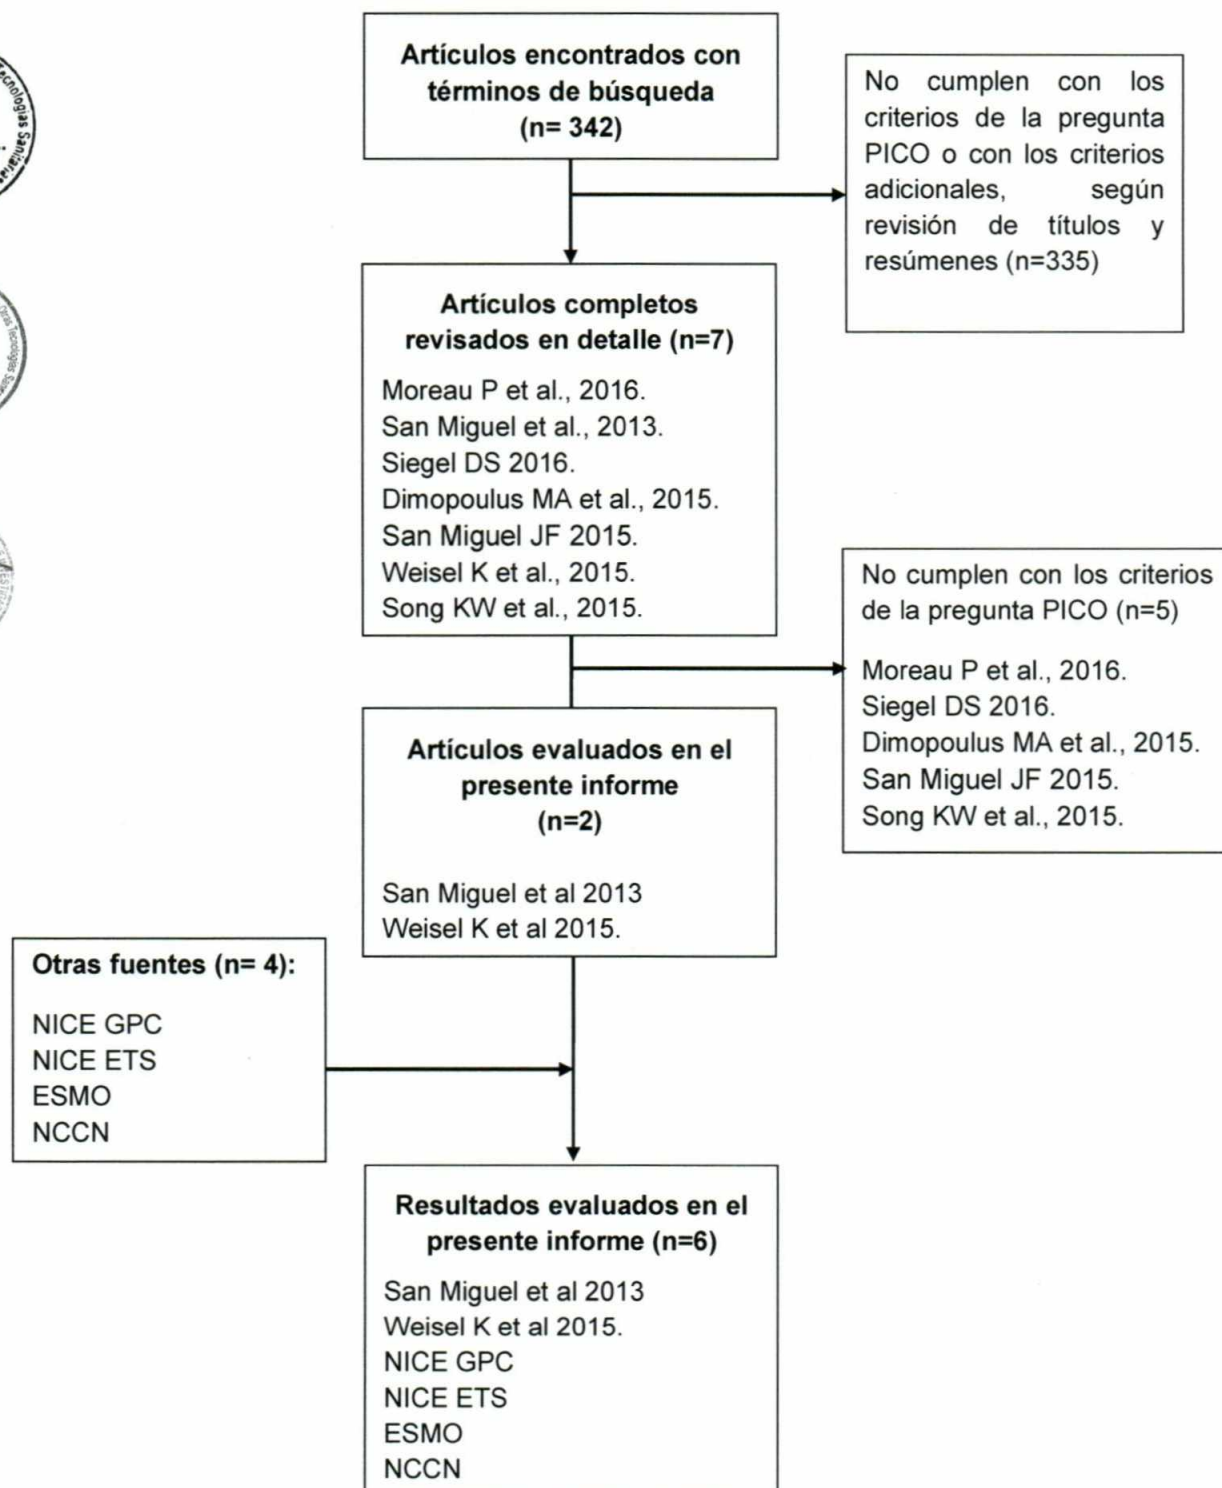 Artículos encontrados con
términos de búsqueda
(n= 342)
No cumplen con los
criterios de la pregunta
PICO o con los criterios
adicionales, según
revisión de títulos y
resúmenes (n=335)
Artículos completos
revisados en detalle (n=7)
Moreau P et al., 2016.
San Miguel et al., 2013.
Siegel DS 2016.
Dimopoulus MA et al., 2015.
San Miguel JF 2015.
Weisel K et al., 2015.
Song KW et al., 2015.
No cumplen con los criterios
de la pregunta PICO (n=5)
Moreau P et al., 2016.
Siegel DS 2016.
Dimopoulus MA et al., 2015.
San Miguel JF 2015.
Song KW et al., 2015.
Artículos evaluados en el
presente informe
(n=2)
San Miguel et al 2013
Weisel K et al 2015.
Otras fuentes (n= 4):
NICE GPC
NICE ETS
ESMO
NCCN
Resultados evaluados en el
presente informe (n=6)
San Miguel et al 2013
Weisel K et al 2015.
NICE GPC
NICE ETS
ESMO
NCCN
Tecnologías Sanitarias
Otras Tecnologías